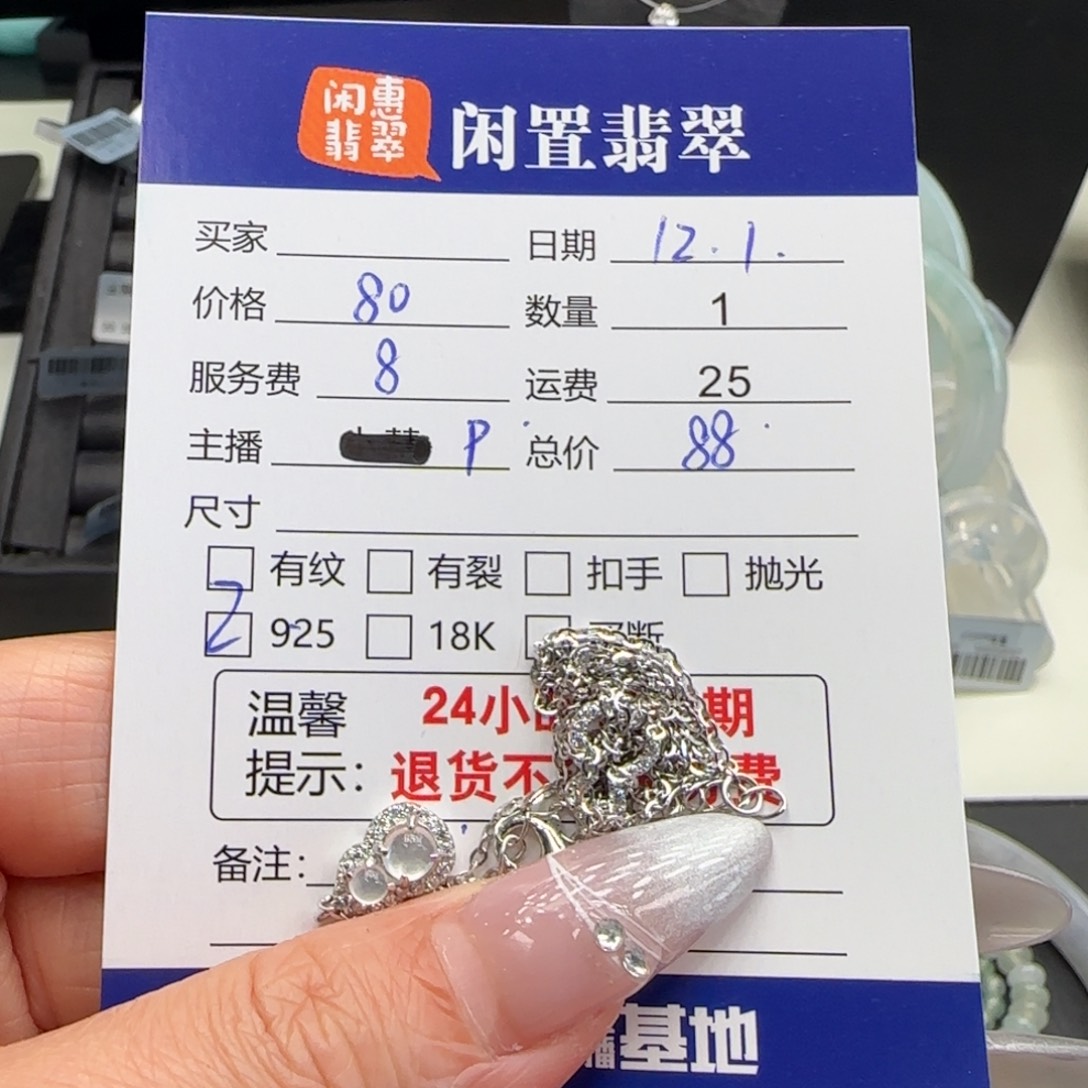 闲惠
翡翠
闲置翡翠
买家 日期 12.1.
价格 80 数量 1
服务费 8 运费 25
主播 P 总价 88
尺寸
有纹 有裂 扣手 抛光
925 18K 断
温馨 24小 期
提示: 退货不 费
备注:
播基地